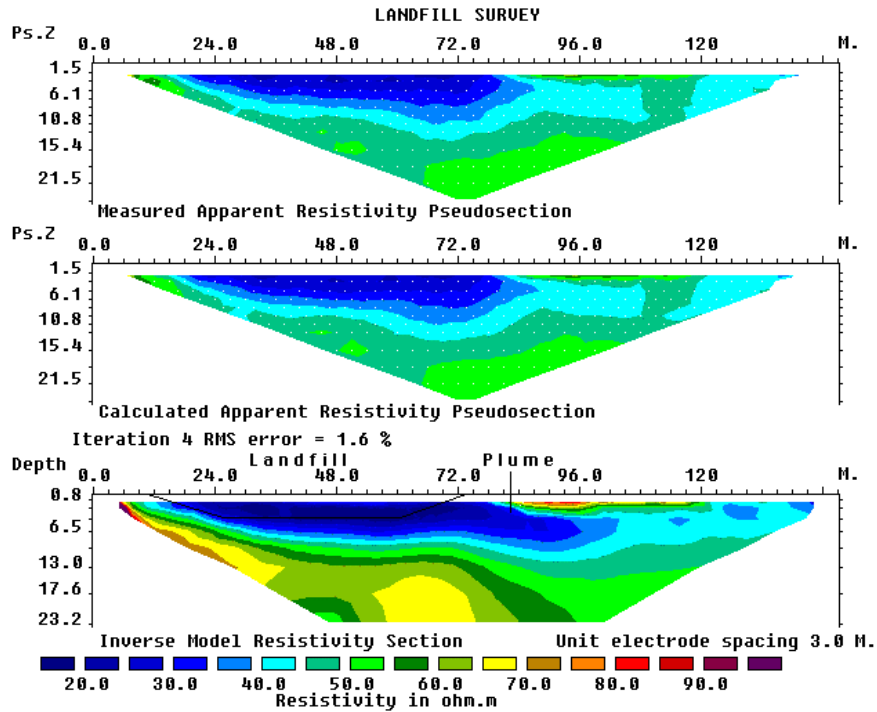 LANDFILL SURVEY
Ps.Z 0.0 24.0 48.0 72.0 96.0 120 M.
1.5
6.1
10.8
15.4
21.5
Measured Apparent Resistivity Pseudosection
Ps.Z 0.0 24.0 48.0 72.0 96.0 120 M.
1.5
6.1
10.8
15.4
21.5
Calculated Apparent Resistivity Pseudosection
Iteration 4 RMS error = 1.6 %
Landfill Plume
Depth 0.0 24.0 48.0 72.0 96.0 120 M.
0.8
6.5
13.0
17.6
23.2
Inverse Model Resistivity Section Unit electrode spacing 3.0 M.
20.0 30.0 40.0 50.0 60.0 70.0 80.0 90.0
Resistivity in ohm.m